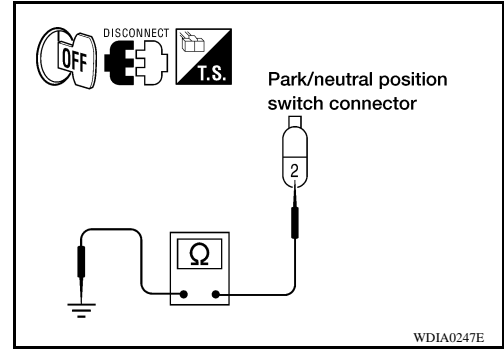 DISCONNECT
OFF
T.S.
Park/neutral position
switch connector
2
Ω
WDIA0247E